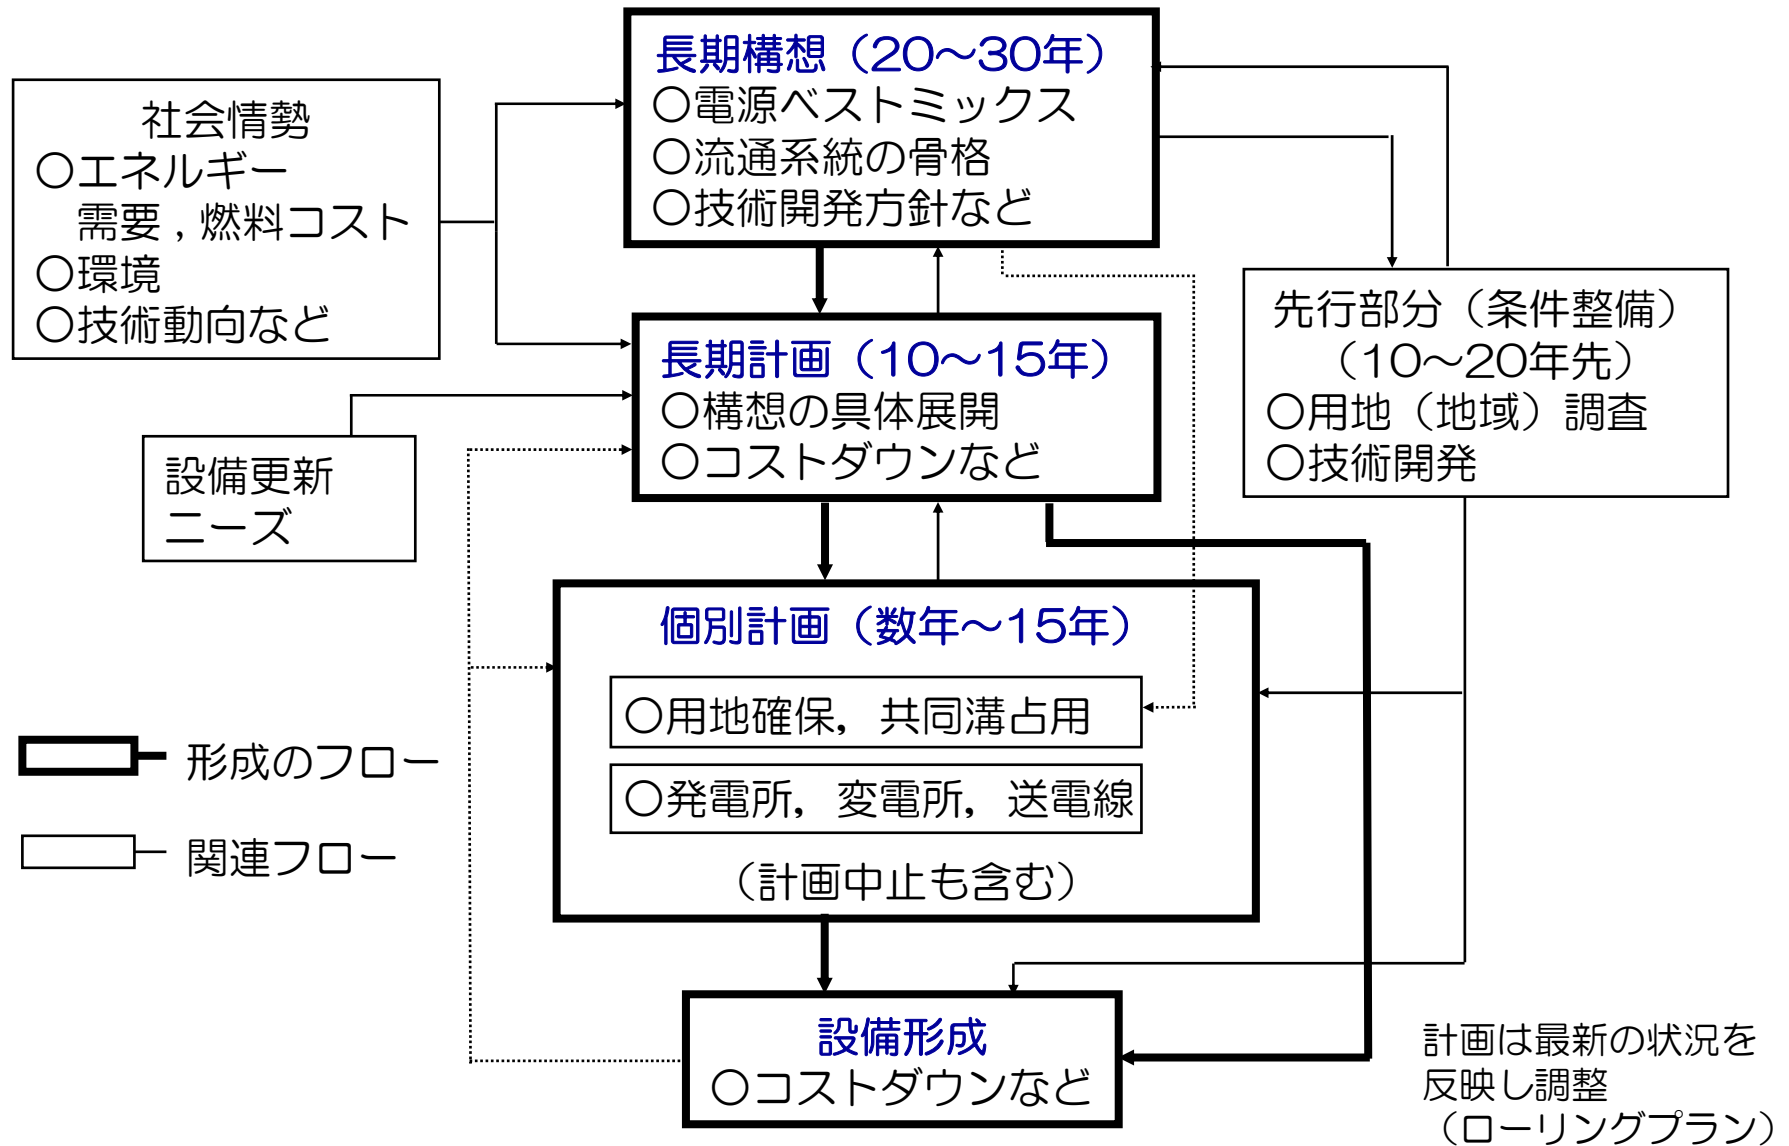 長期構想（20～30年）
○電源ベストミックス
○流通系統の骨格
○技術開発方針など
社会情勢
○エネルギー
需要，燃料コスト
○環境
○技術動向など
先行部分（条件整備）
（10～20年先）
○用地（地域）調査
○技術開発
長期計画（10～15年）
○構想の具体展開
○コストダウンなど
設備更新
ニーズ
個別計画（数年～15年）
○用地確保，共同溝占用
○発電所，変電所，送電線
（計画中止も含む）
形成のフロー
関連フロー
設備形成
○コストダウンなど
計画は最新の状況を
反映し調整
（ローリングプラン）